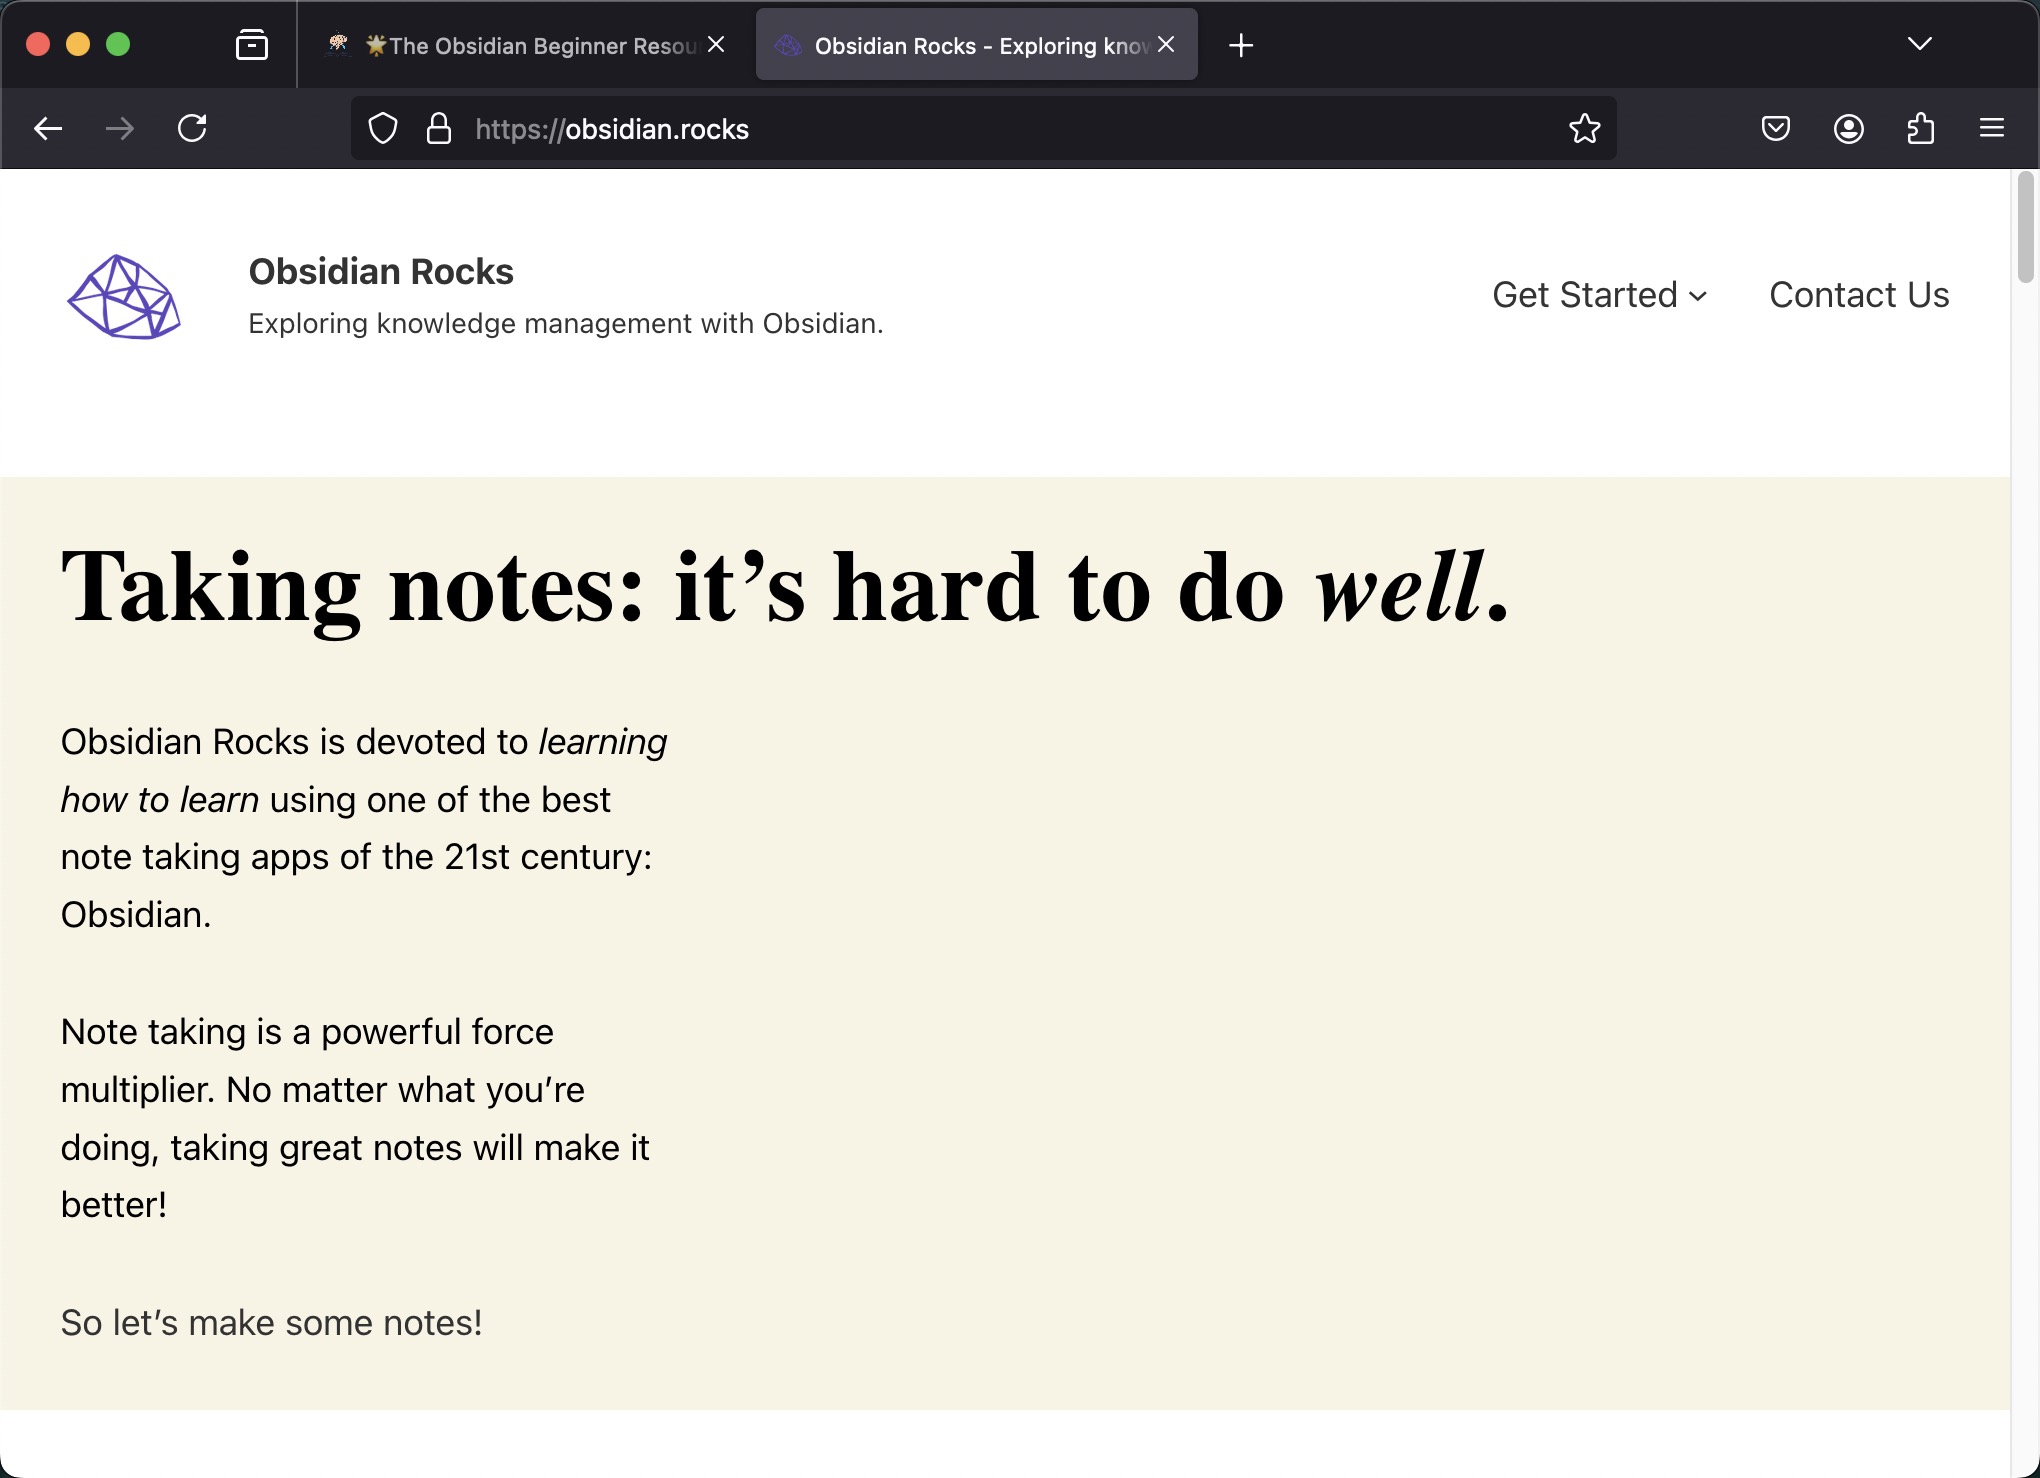 The Obsidian Beginner Resou
Obsidian Rocks - Exploring know
https://obsidian.rocks
Obsidian Rocks
Exploring knowledge management with Obsidian.
Get Started
Contact Us
Taking notes: it’s hard to do well.
Obsidian Rocks is devoted to learning
how to learn using one of the best
note taking apps of the 21st century:
Obsidian.
Note taking is a powerful force
multiplier. No matter what you’re
doing, taking great notes will make it
better!
So let’s make some notes!